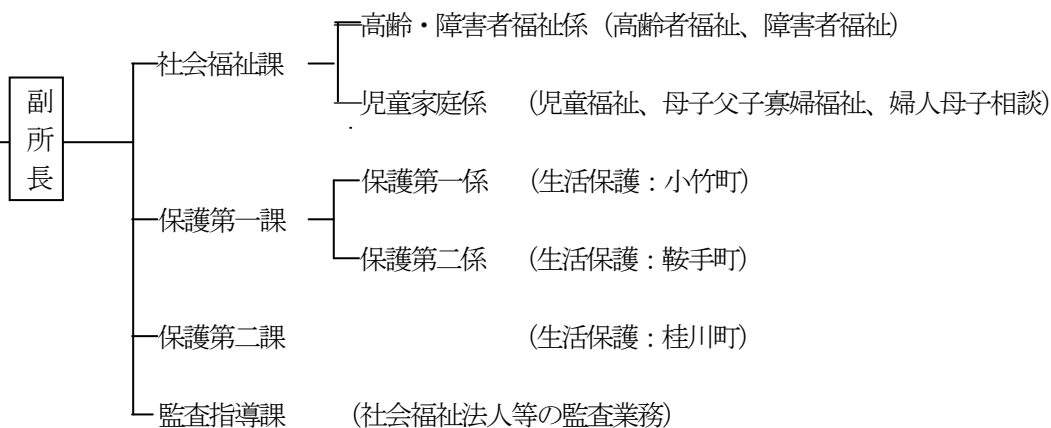 高齢・障害者福祉係（高齢者福祉、障害者福祉）
社会福祉課
児童家庭係　（児童福祉、母子父子寡婦福祉、婦人母子相談）
副所長
保護第一係　（生活保護：小竹町）
保護第一課
保護第二係　（生活保護：鞍手町）
保護第二課　（生活保護：桂川町）
監査指導課　（社会福祉法人等の監査業務）